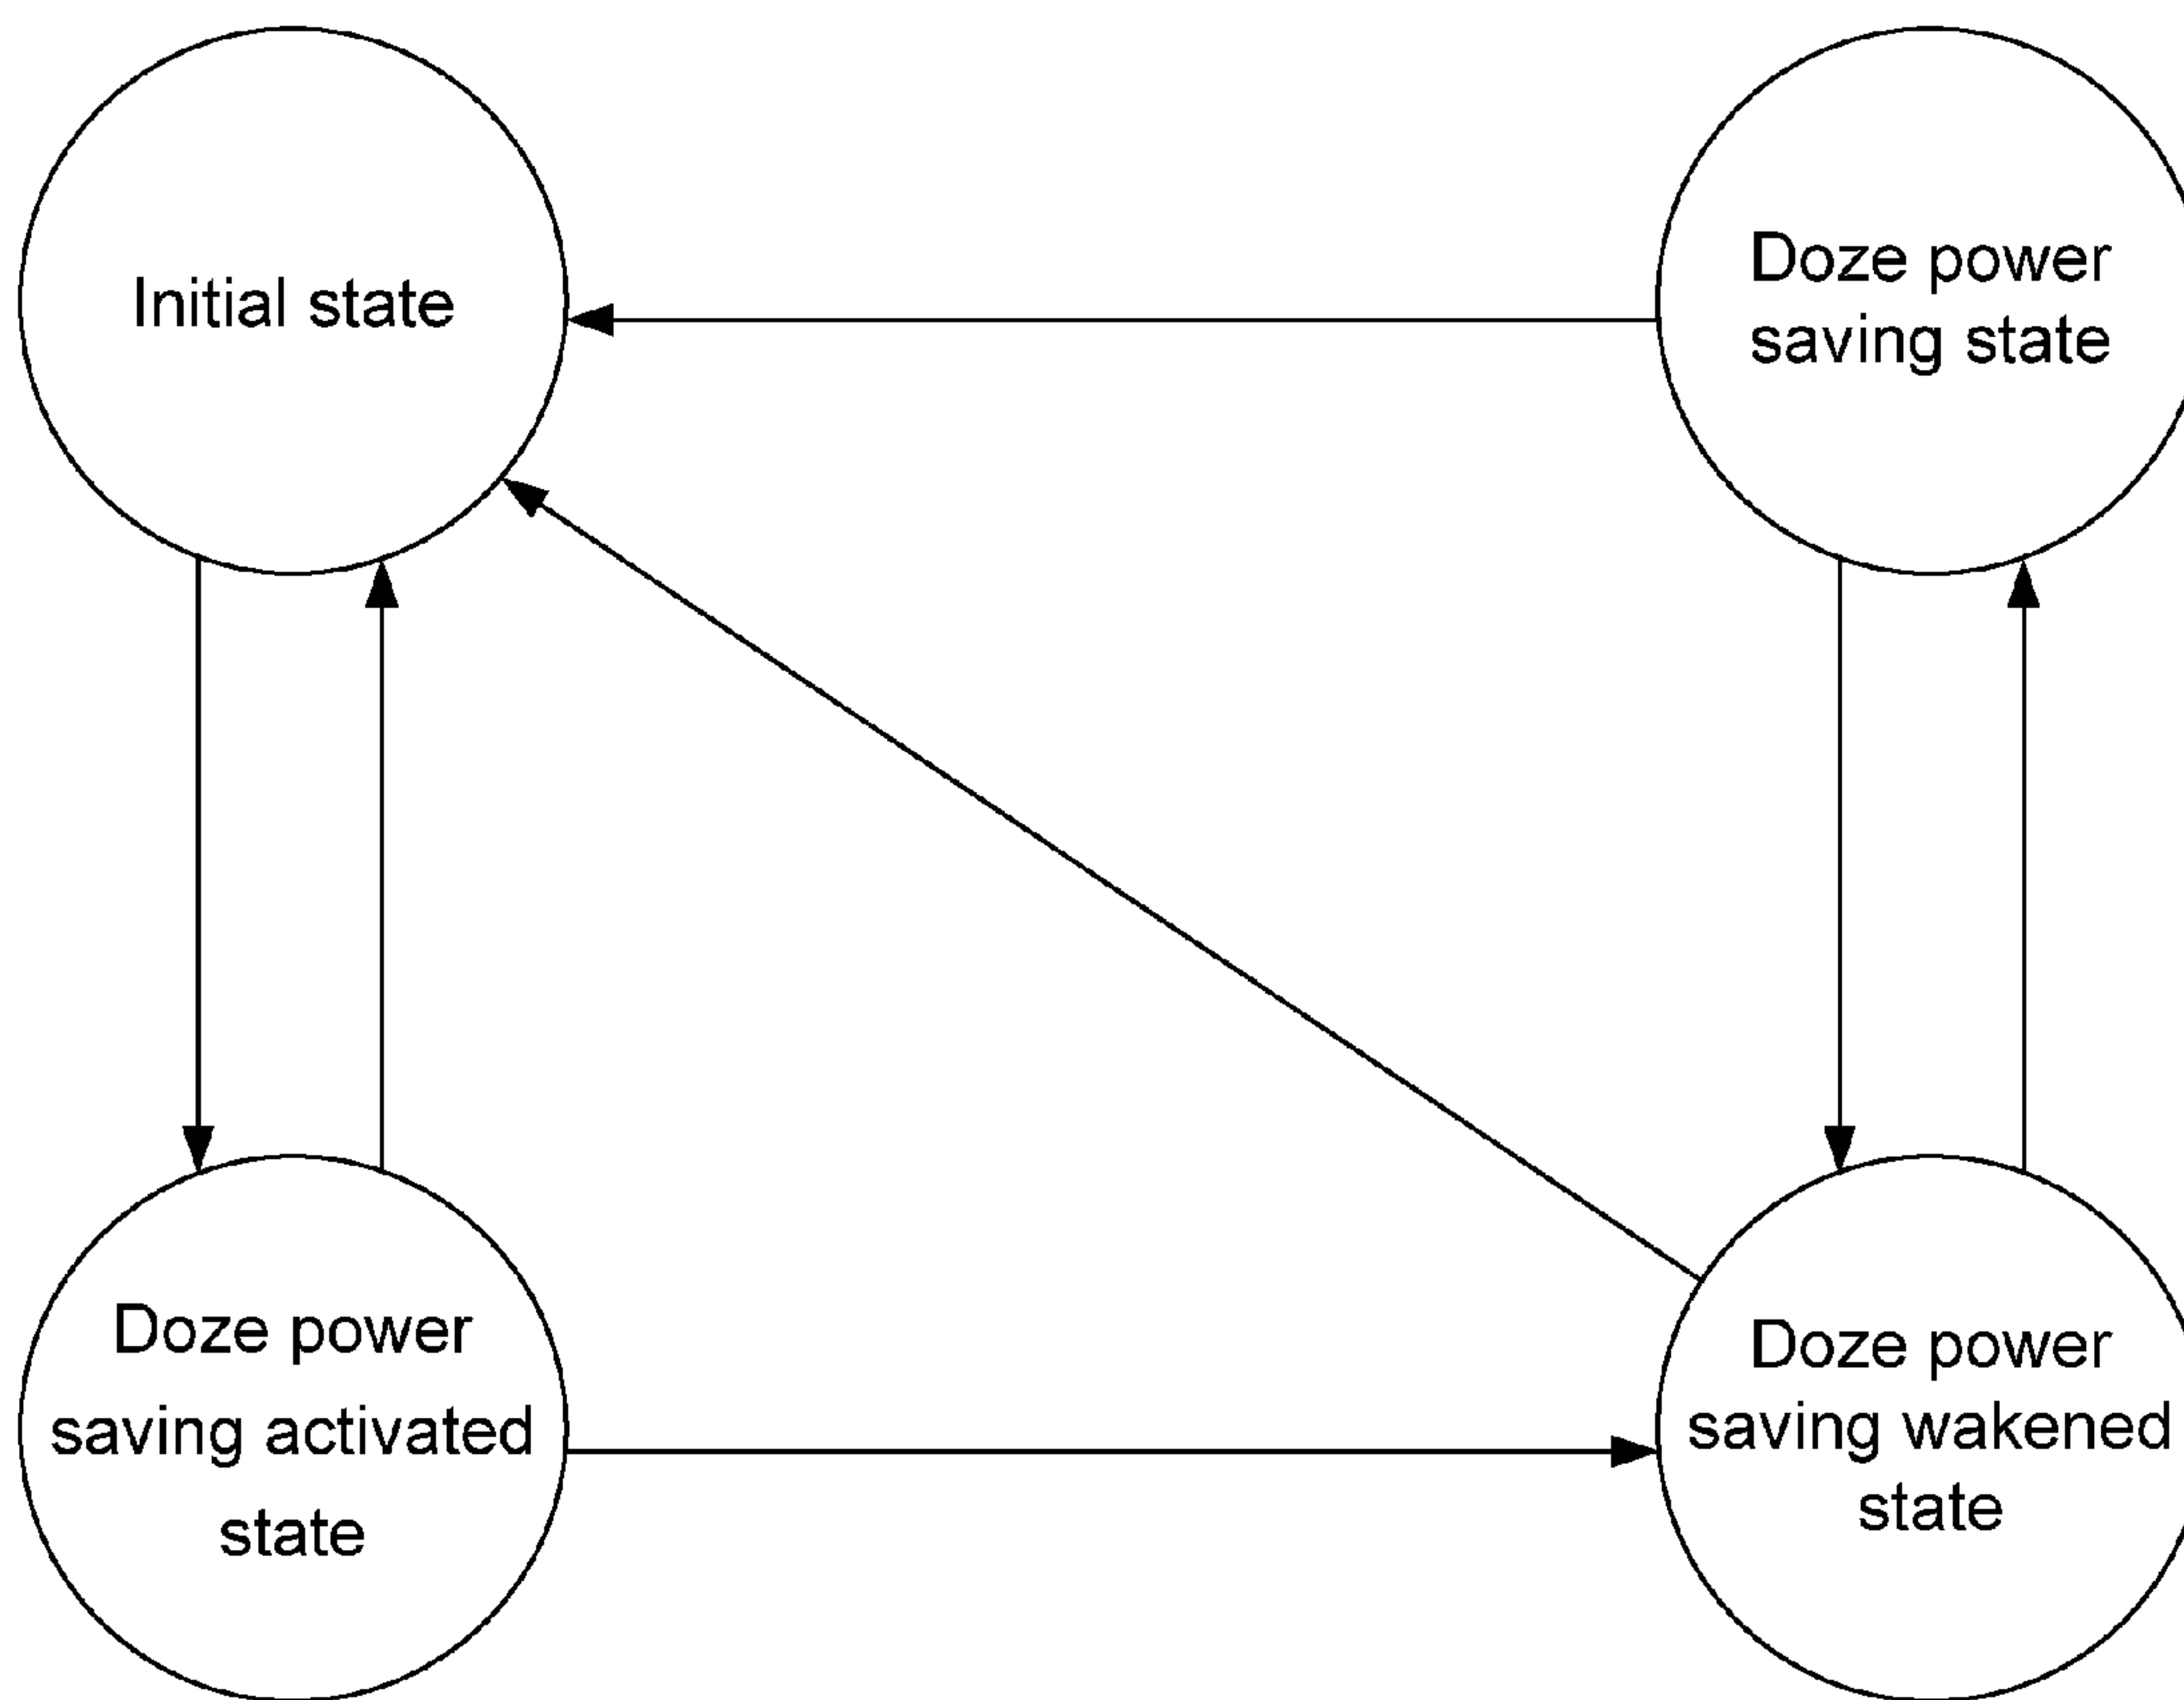 Initial state
Doze power
saving state
Doze power
saving activated
state
Doze power
saving wakened
state